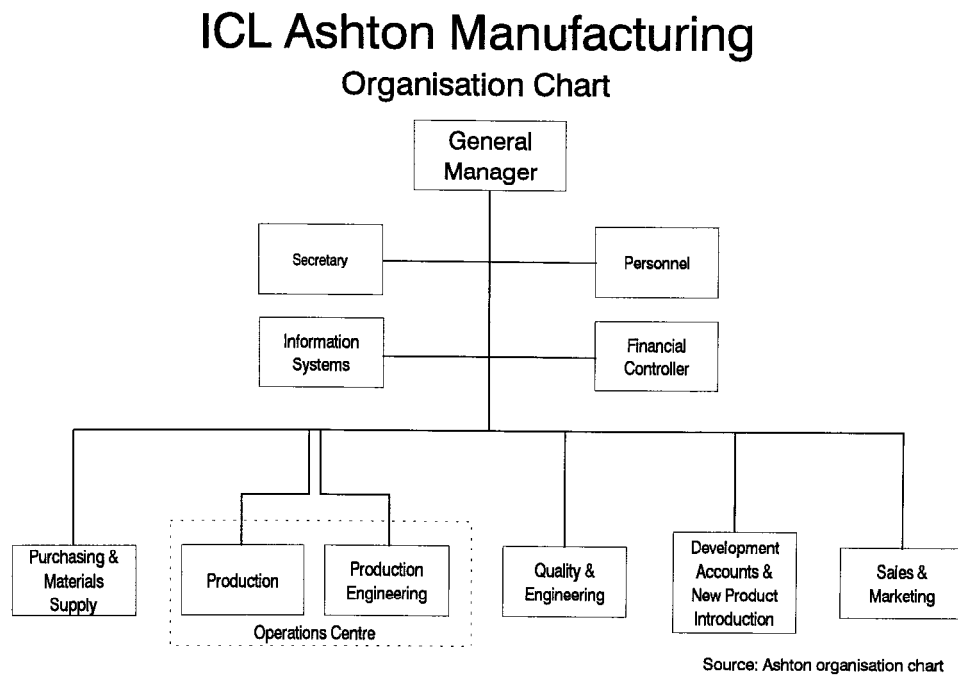 ICL Ashton Manufacturing
Organisation Chart
General
Manager
Secretary
Personnel
Information
Systems
Financial
Controller
Purchasing &
Materials
Supply
Production
Production
Engineering
Operations Centre
Quality &
Engineering
Development
Accounts &
New Product
Introduction
Sales &
Marketing
Source: Ashton organisation chart